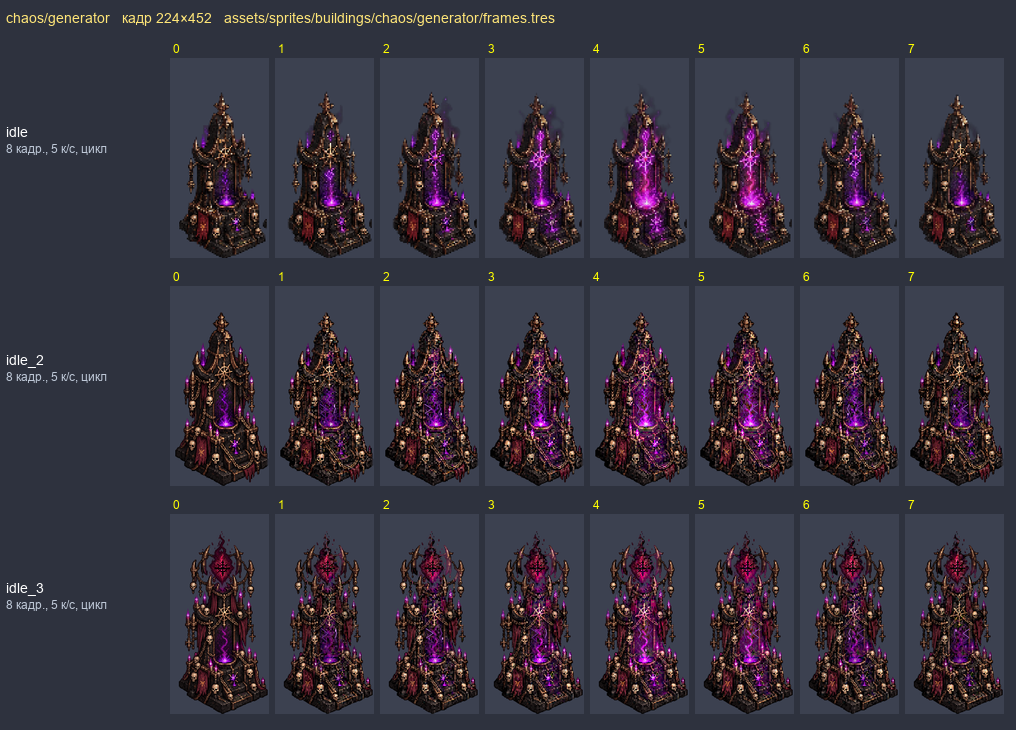 chaos/generator кадр 224×452 assets/sprites/buildings/chaos/generator/frames.tres
0 1 2 3 4 5 6 7
idle
8 кадр., 5 к/с, цикл
0 1 2 3 4 5 6 7
idle_2
8 кадр., 5 к/с, цикл
0 1 2 3 4 5 6 7
idle_3
8 кадр., 5 к/с, цикл